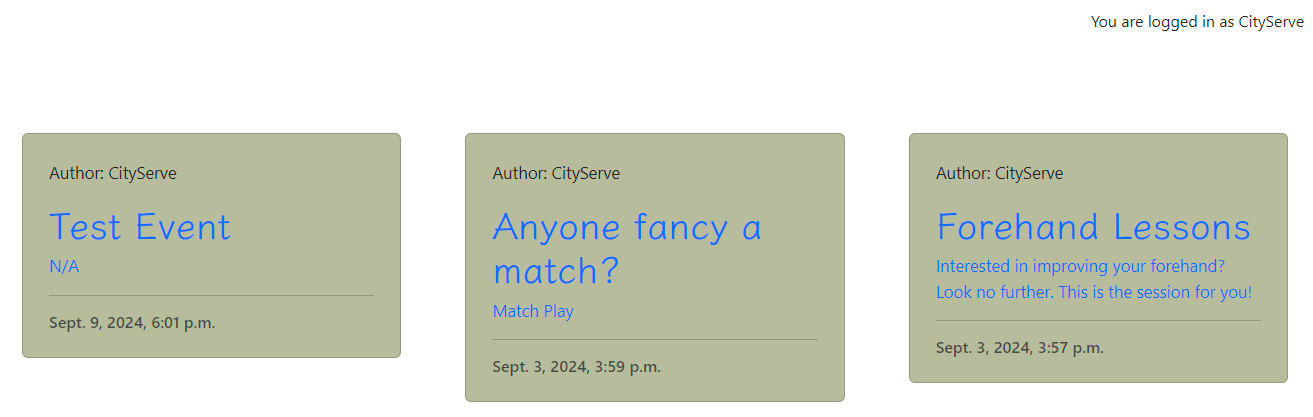 You are logged in as CityServe
Author: CityServe
Test Event
N/A
Sept. 9, 2024, 6:01 p.m.
Author: CityServe
Anyone fancy a
match?
Match Play
Sept. 3, 2024, 3:59 p.m.
Author: CityServe
Forehand Lessons
Interested in improving your forehand?
Look no further. This is the session for you!
Sept. 3, 2024, 3:57 p.m.